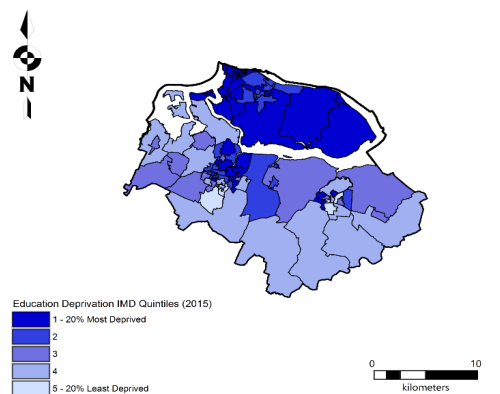 N
Education Deprivation IMD Quintiles (2015)
1 - 20% Most Deprived
2
3
4
5 - 20% Least Deprived
0 10
kilometers